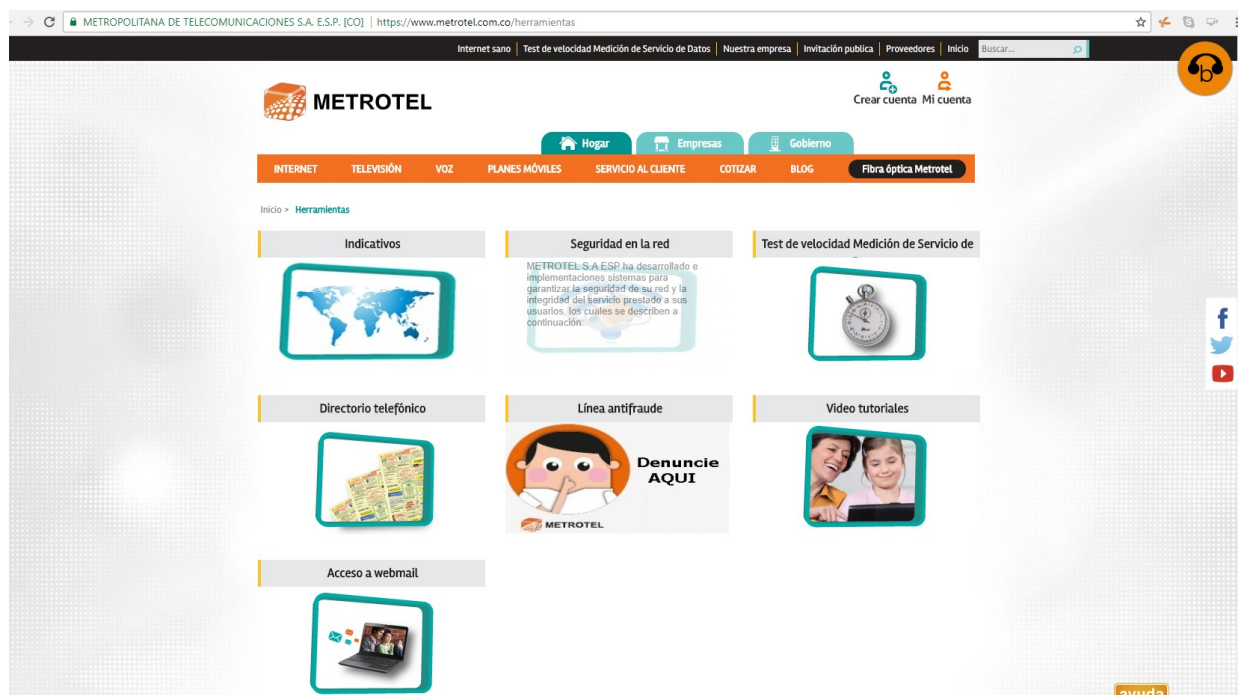 METROPOLITANA DE TELECOMUNICACIONES S.A. E.S.P. [CO] | https://www.metrotel.com.co/herramientas
Internet sano | Test de velocidad Medición de Servicio de Datos | Nuestra empresa | Invitación publica | Proveedores | Inicio Buscar...
METROTEL
Crear cuenta Mi cuenta
Hogar Empresas Gobierno
INTERNET TELEVISIÓN VOZ PLANES MÓVILES SERVICIO AL CLIENTE COTIZAR BLOG Fibra óptica Metrotel
Inicio > Herramientas
Indicativos Seguridad en la red Test de velocidad Medición de Servicio de
METROTEL S.A ESP ha desarrollado e
implementaciones sistemas para
garantizar la seguridad de su red y la
integridad del servicio prestado a sus
usuarios, los cuales se describen a
continuación:
Directorio telefónico Línea antifraude Video tutoriales
Denuncie
AQUI
METROTEL
Acceso a webmail
ayuda